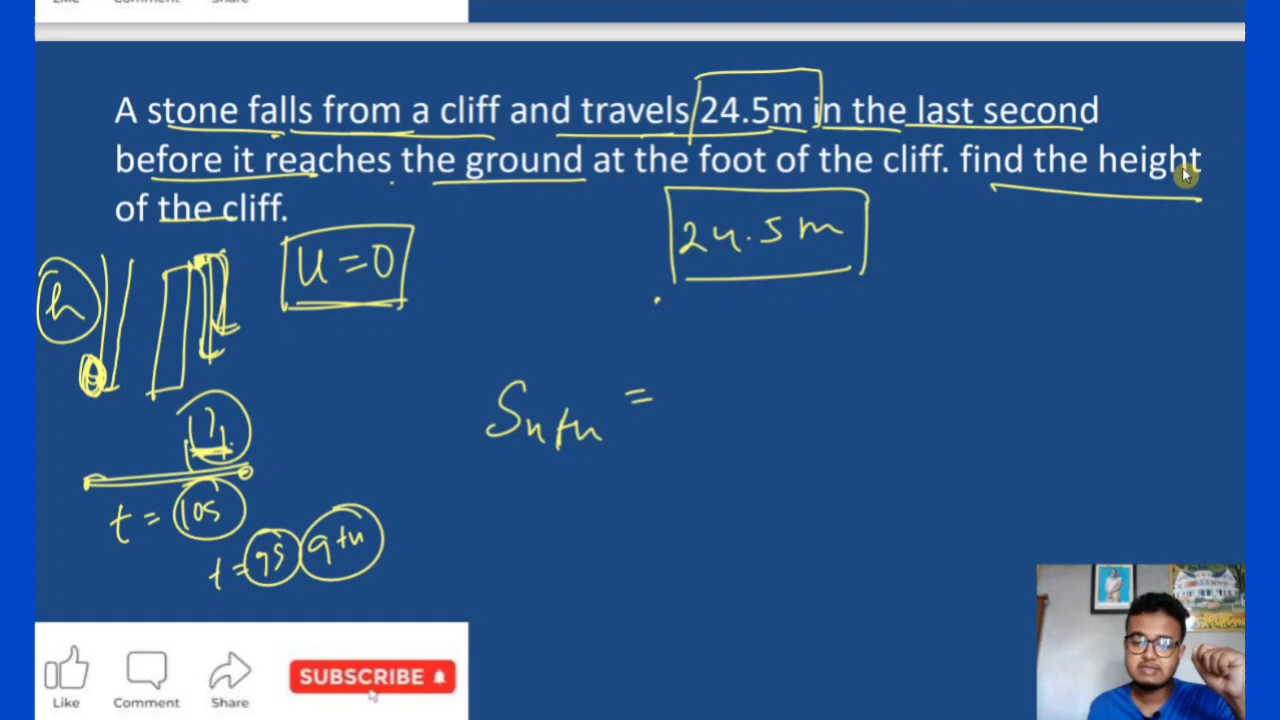 Like Comment Share
A stone falls from a cliff and travels 24.5m in the last second
before it reaches the ground at the foot of the cliff. find the height
of the cliff.
24.5m
u=0
h
Snth =
t = 10s
t=9s 9th
SUBSCRIBE
Like Comment Share